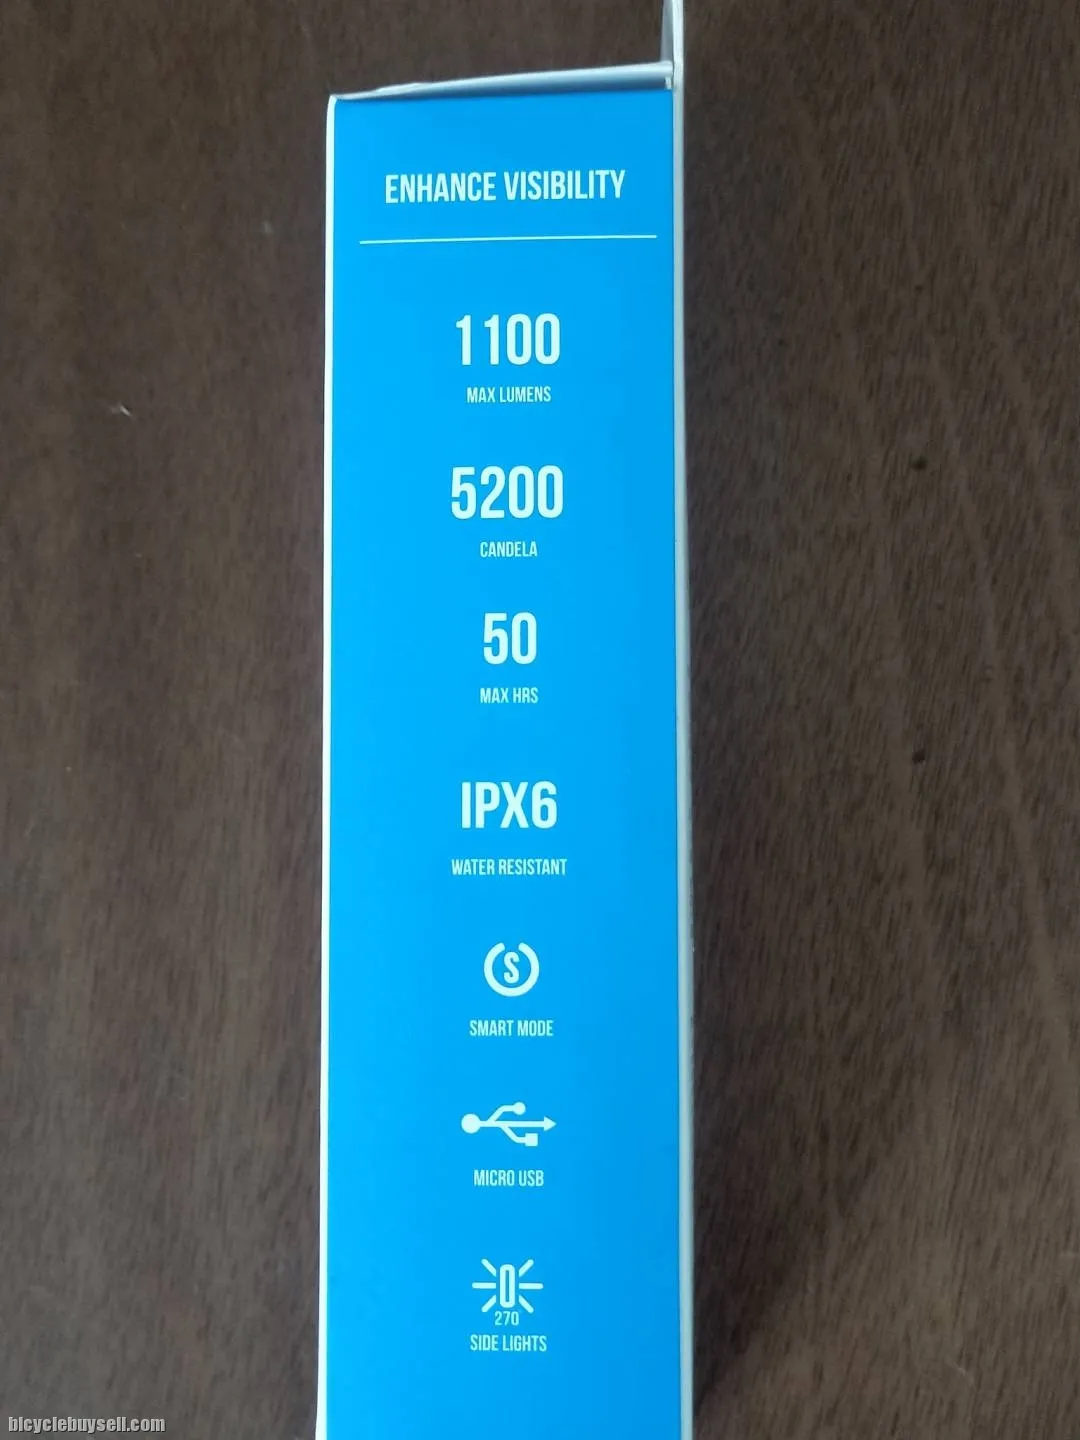 ENHANCE VISIBILITY
1100
MAX LUMENS
5200
CANDELA
50
MAX HRS
IPX6
WATER RESISTANT
S
SMART MODE
MICRO USB
270
SIDE LIGHTS
bicyclebuysell.com